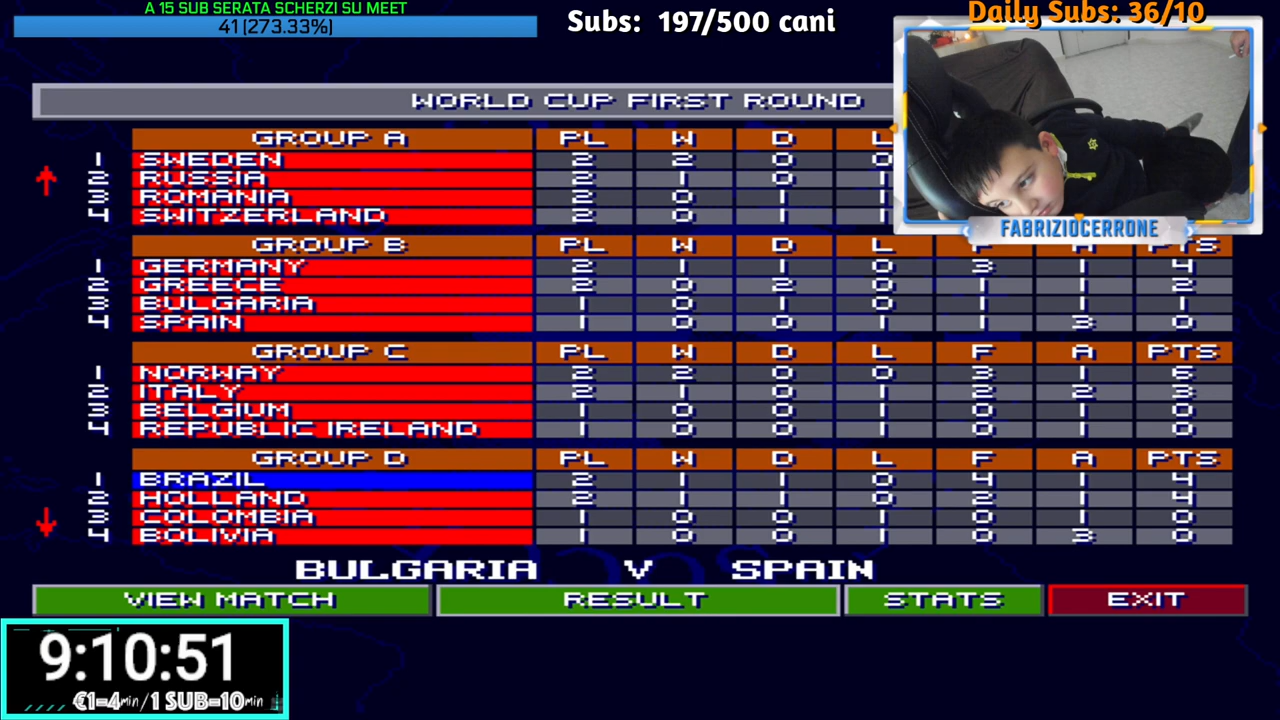 A 15 SUB SERATA SCHERZI SU MEET
41 (273.33%)
Subs: 197/500 cani
Daily Subs: 36/10
WORLD CUP FIRST ROUND
GROUP A PL W D L
1 SWEDEN 2 2 0 0
2 RUSSIA 2 1 0 1
3 ROMANIA 2 0 1 1
4 SWITZERLAND 2 0 1 1
FABRIZIOCERRONE
GROUP B PL W D L F A PTS
1 GERMANY 2 1 1 0 3 1 4
2 GREECE 2 0 2 0 1 1 2
3 BULGARIA 1 0 1 0 1 1 1
4 SPAIN 1 0 0 1 1 3 0
GROUP C PL W D L F A PTS
1 NORWAY 2 2 0 0 3 1 6
2 ITALY 2 1 0 1 2 2 3
3 BELGIUM 1 0 0 1 0 1 0
4 REPUBLIC IRELAND 1 0 0 1 0 1 0
GROUP D PL W D L F A PTS
1 BRAZIL 2 1 1 0 4 1 4
2 HOLLAND 2 1 1 0 2 1 4
3 COLOMBIA 1 0 0 1 0 1 0
4 BOLIVIA 1 0 0 1 0 3 0
BULGARIA V SPAIN
VIEW MATCH RESULT STATS EXIT
9:10:51
€1=4min/1 SUB=10min